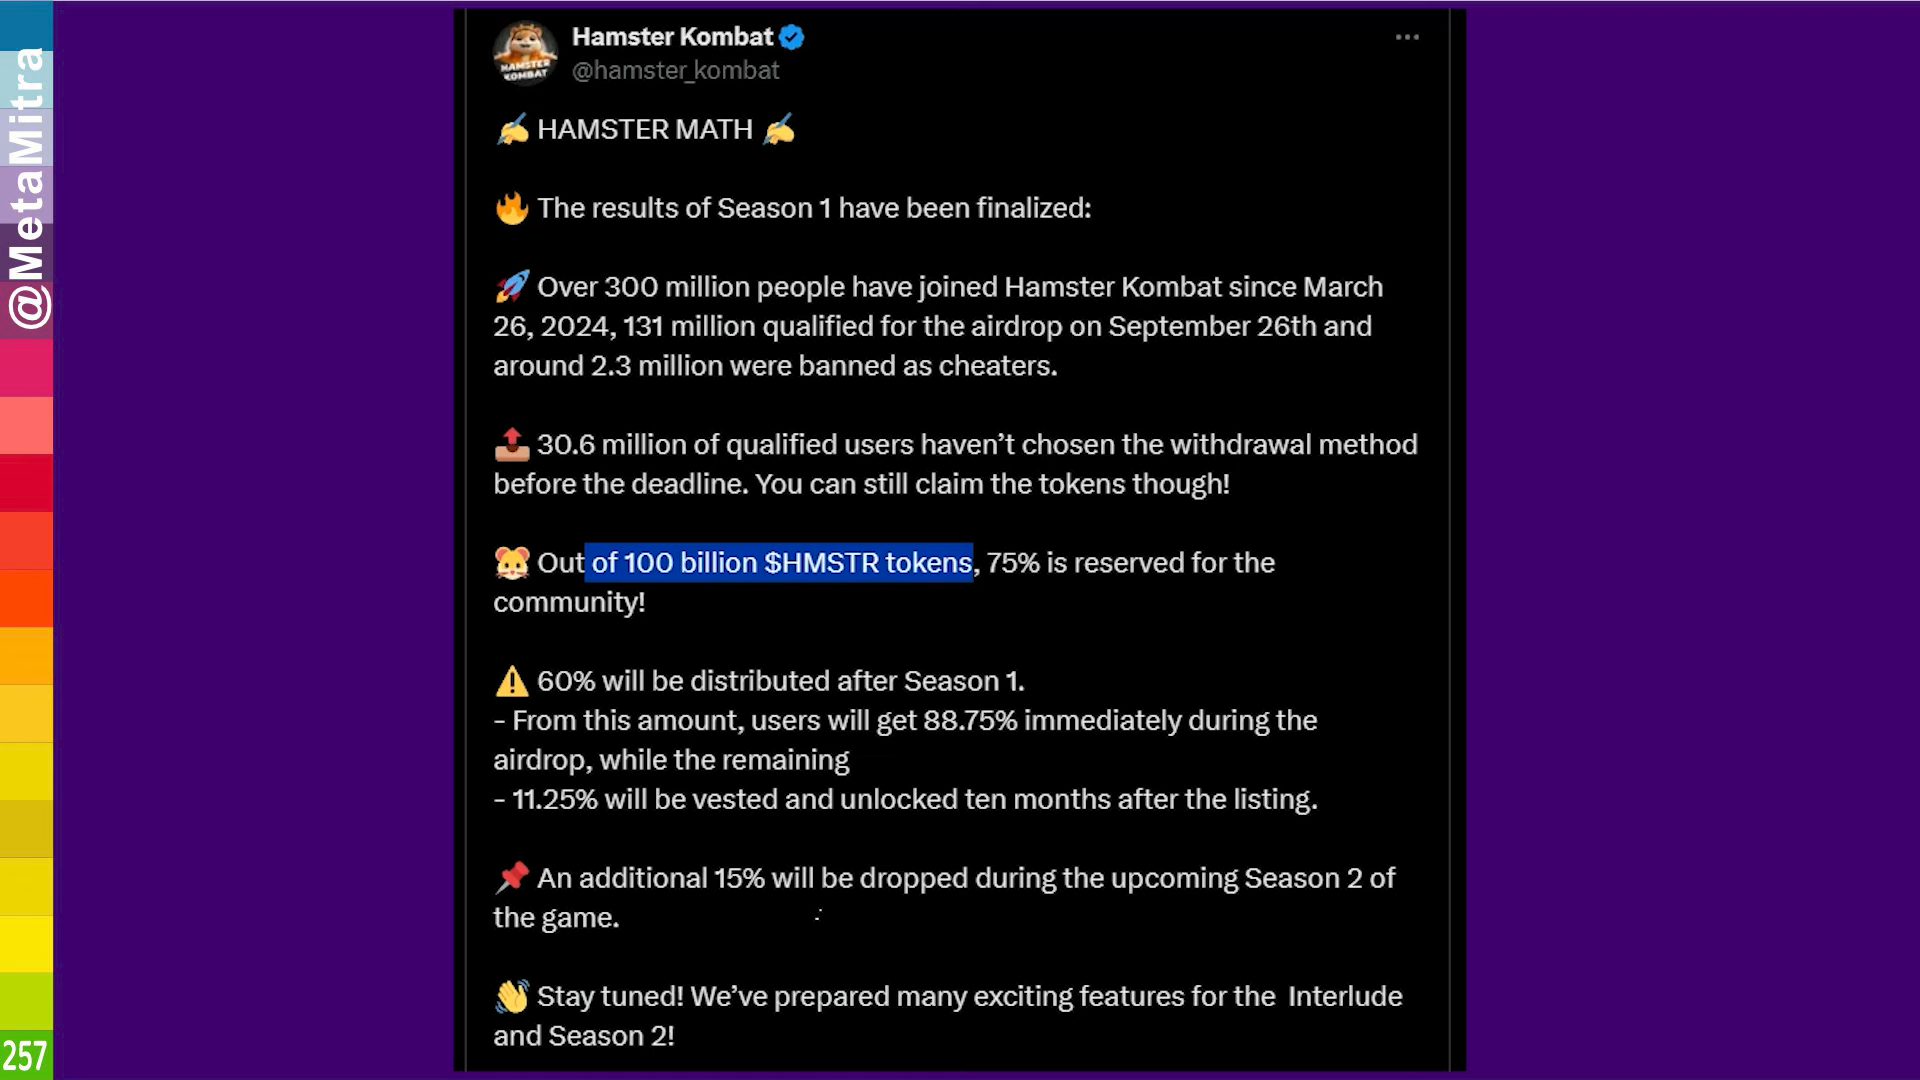 @MetaMitra
257
HAMSTER KOMBAT
Hamster Kombat
@hamster_kombat
✍️ HAMSTER MATH ✍️
🔥 The results of Season 1 have been finalized:
🚀 Over 300 million people have joined Hamster Kombat since March
26, 2024, 131 million qualified for the airdrop on September 26th and
around 2.3 million were banned as cheaters.
📤 30.6 million of qualified users haven’t chosen the withdrawal method
before the deadline. You can still claim the tokens though!
🐹 Out of 100 billion $HMSTR tokens, 75% is reserved for the
community!
⚠️ 60% will be distributed after Season 1.
- From this amount, users will get 88.75% immediately during the
airdrop, while the remaining
- 11.25% will be vested and unlocked ten months after the listing.
📌 An additional 15% will be dropped during the upcoming Season 2 of
the game.
👋 Stay tuned! We’ve prepared many exciting features for the Interlude
and Season 2!